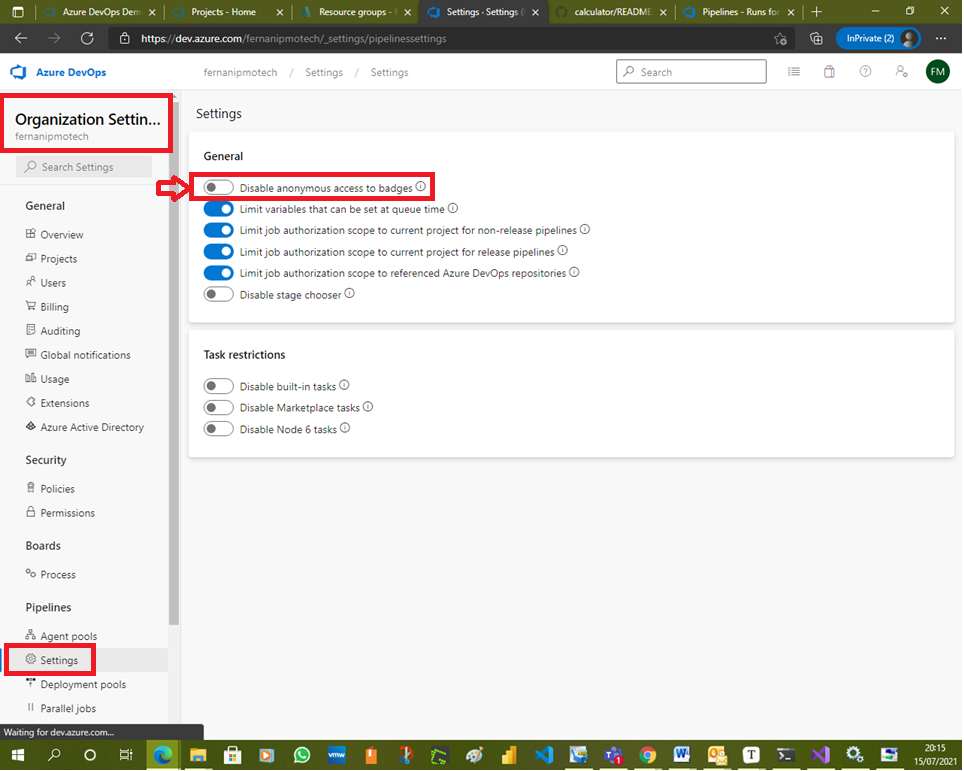 Azure DevOps Dem
Projects - Home
Resource groups -
Settings · Settings (
calculator/README.
Pipelines - Runs for
https://dev.azure.com/fernanipmotech/_settings/pipelinessettings
InPrivate (2)
Azure DevOps
fernanipmotech / Settings / Settings
Search
FM
Organization Settin...
fernanipmotech
Search Settings
General
Overview
Projects
Users
Billing
Auditing
Global notifications
Usage
Extensions
Azure Active Directory
Security
Policies
Permissions
Boards
Process
Pipelines
Agent pools
Settings
Deployment pools
Parallel jobs
Settings
General
Disable anonymous access to badges
Limit variables that can be set at queue time
Limit job authorization scope to current project for non-release pipelines
Limit job authorization scope to current project for release pipelines
Limit job authorization scope to referenced Azure DevOps repositories
Disable stage chooser
Task restrictions
Disable built-in tasks
Disable Marketplace tasks
Disable Node 6 tasks
Waiting for dev.azure.com...
20:15
15/07/2021